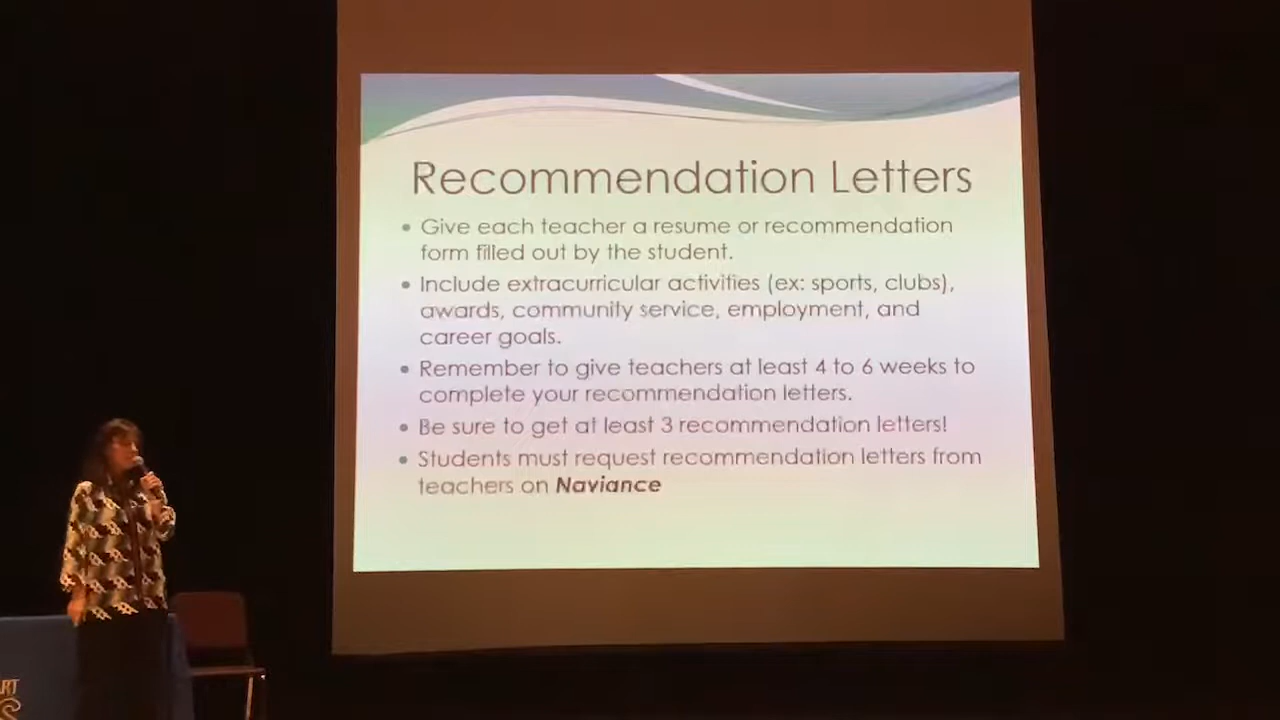 Recommendation Letters
• Give each teacher a resume or recommendation
form filled out by the student.
• Include extracurricular activities (ex: sports, clubs),
awards, community service, employment, and
career goals.
• Remember to give teachers at least 4 to 6 weeks to
complete your recommendation letters.
• Be sure to get at least 3 recommendation letters!
• Students must request recommendation letters from
teachers on Naviance
ART